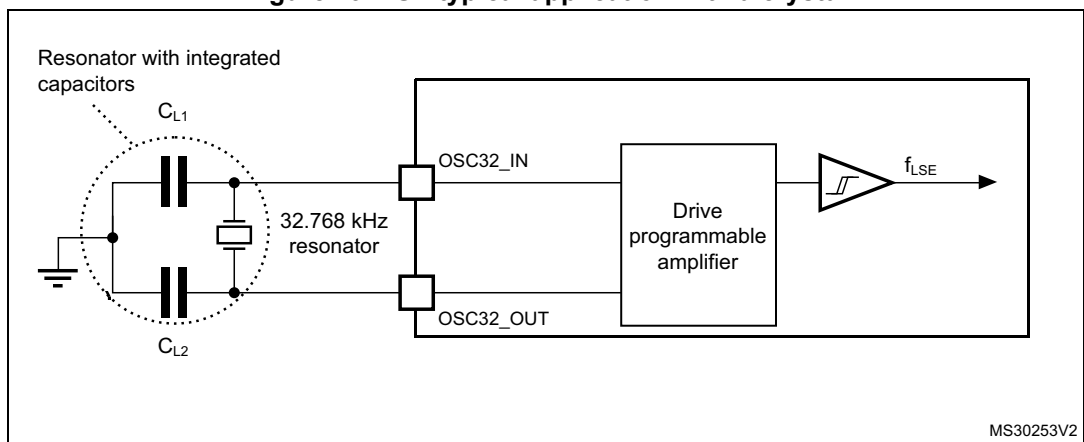 Resonator with integrated
capacitors
CL1
OSC32_IN
fLSE
32.768 kHz
resonator
Drive
programmable
amplifier
OSC32_OUT
CL2
MS30253V2